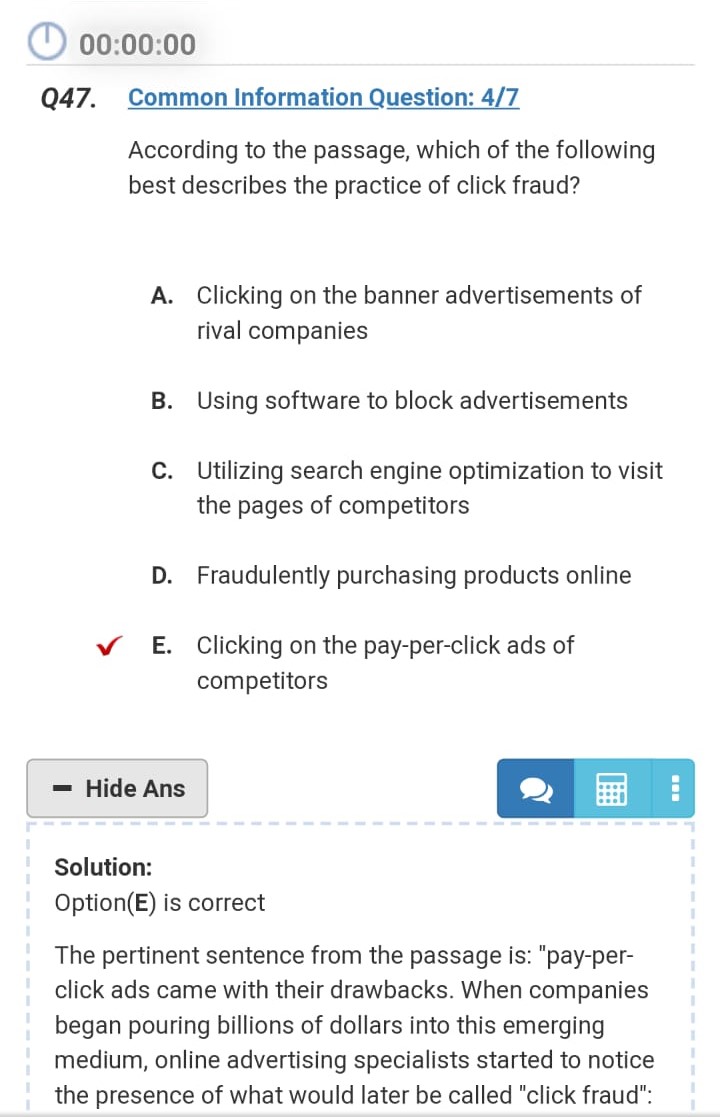 00:00:00
Q47. Common Information Question: 4/7
According to the passage, which of the following
best describes the practice of click fraud?
A. Clicking on the banner advertisements of
rival companies
B. Using software to block advertisements
C. Utilizing search engine optimization to visit
the pages of competitors
D. Fraudulently purchasing products online
E. Clicking on the pay-per-click ads of
competitors
Hide Ans
Solution:
Option(E) is correct
The pertinent sentence from the passage is: "pay-per-
click ads came with their drawbacks. When companies
began pouring billions of dollars into this emerging
medium, online advertising specialists started to notice
the presence of what would later be called "click fraud":